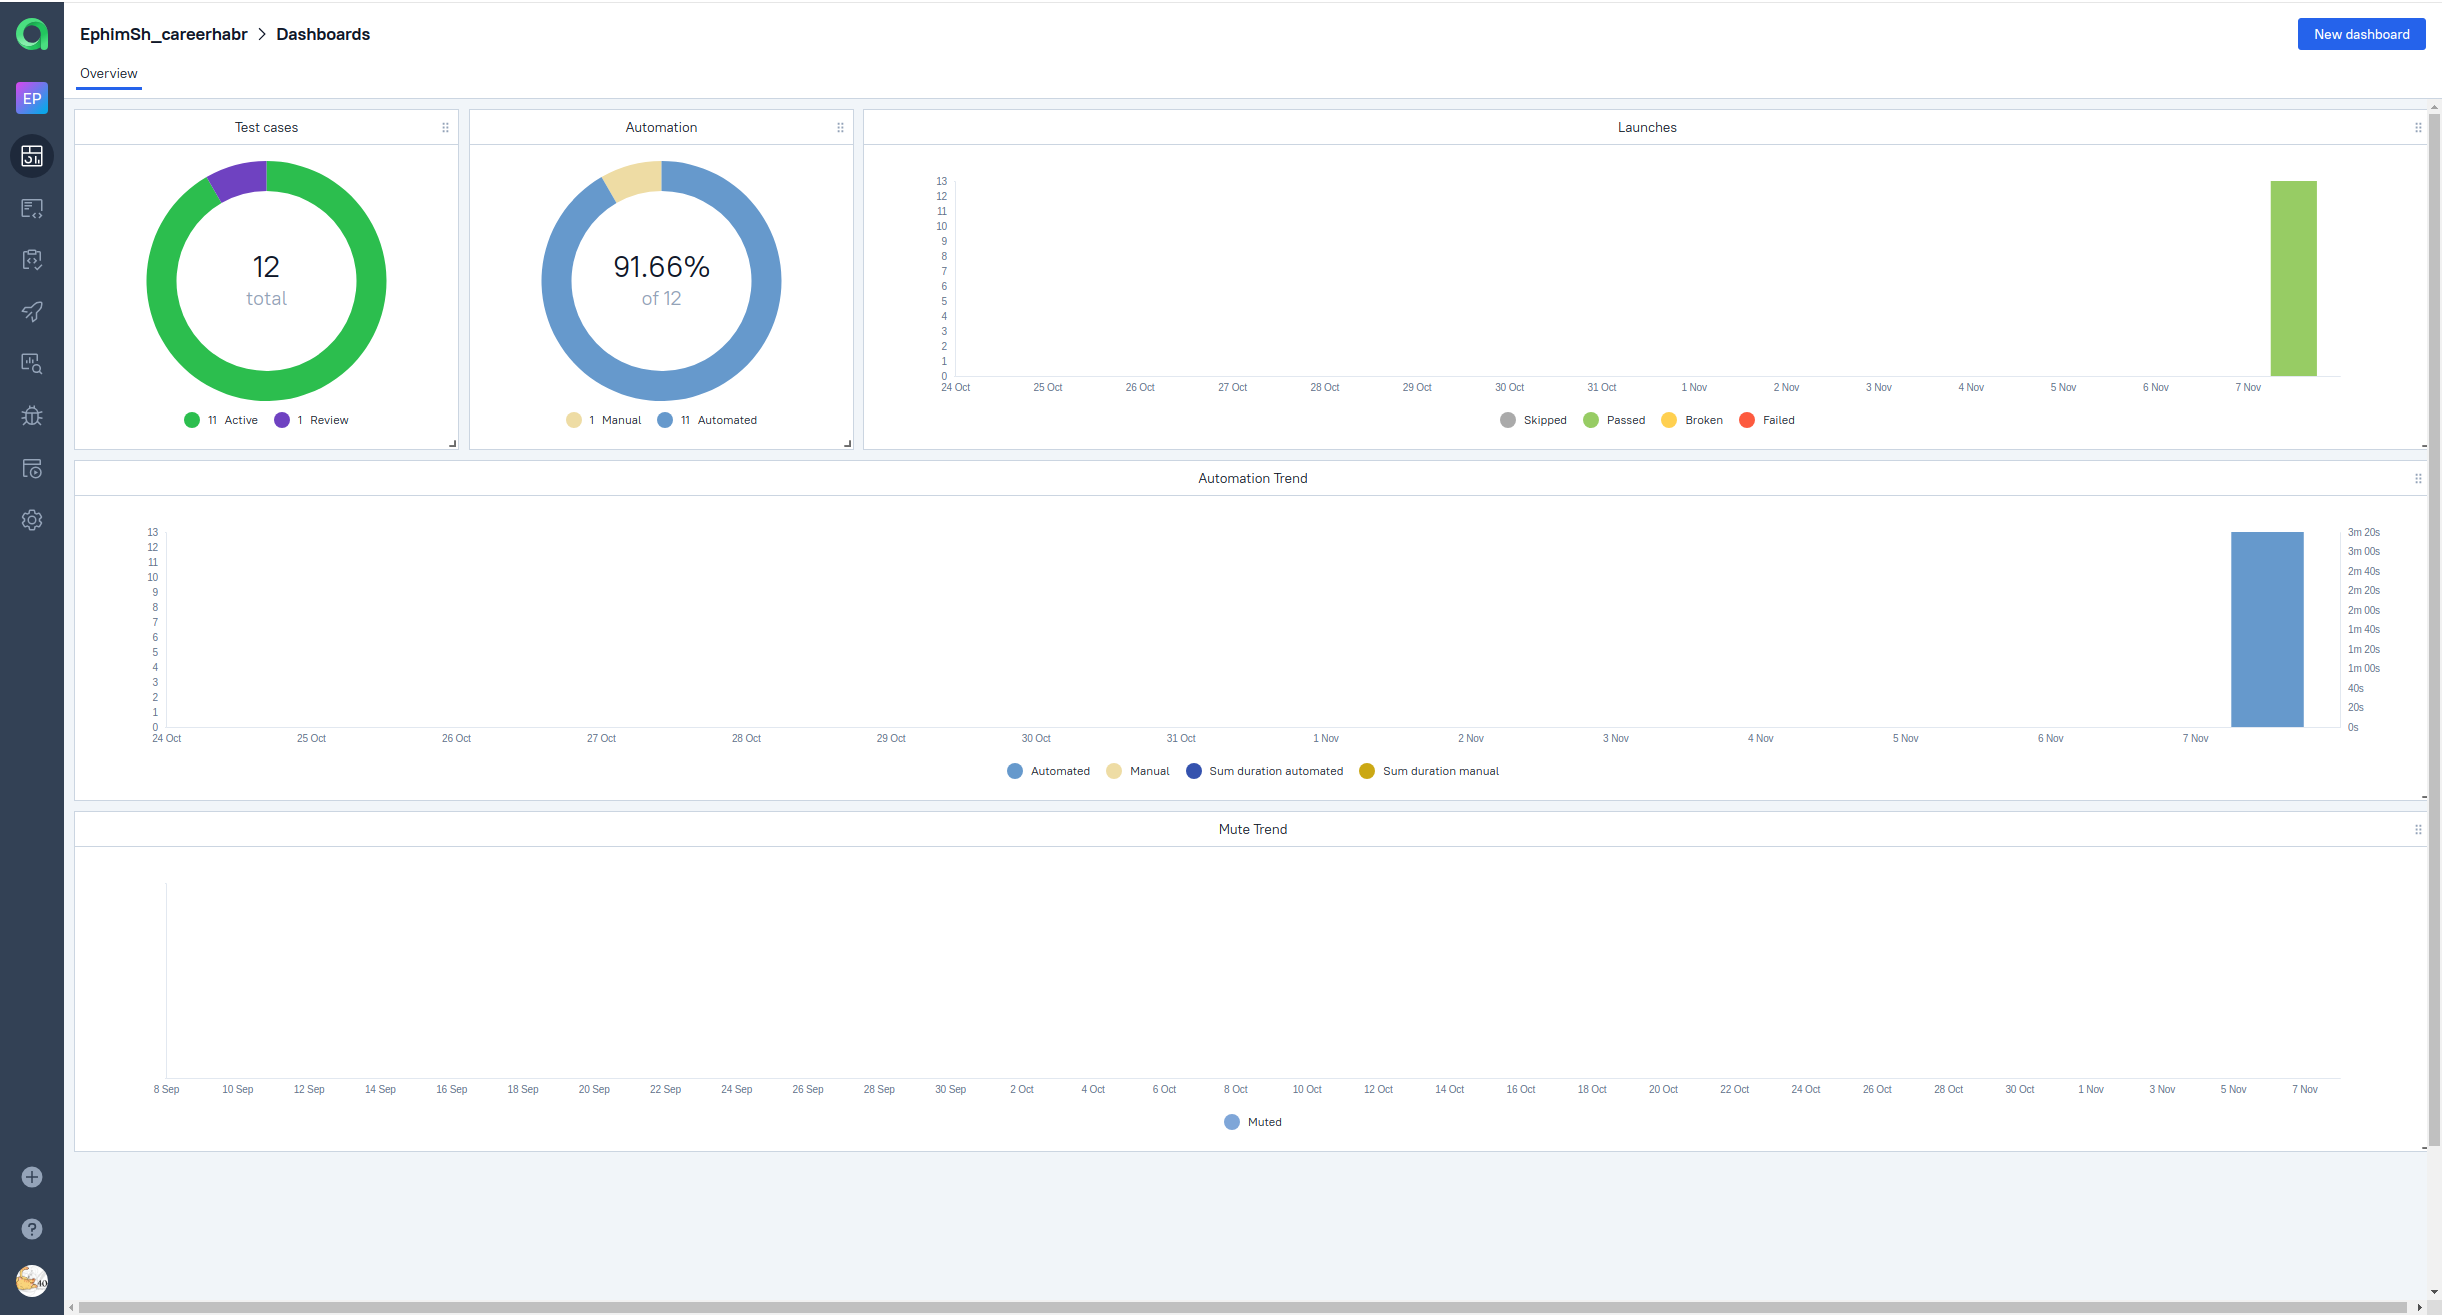 EphimSh_careerhabr > Dashboards
New dashboard
Overview
EP
Test cases
12
total
11 Active 1 Review
Automation
91.66%
of 12
1 Manual 11 Automated
Launches
13
12
11
10
9
8
7
6
5
4
3
2
1
0
24 Oct 25 Oct 26 Oct 27 Oct 28 Oct 29 Oct 30 Oct 31 Oct 1 Nov 2 Nov 3 Nov 4 Nov 5 Nov 6 Nov 7 Nov
Skipped Passed Broken Failed
Automation Trend
13
12
11
10
9
8
7
6
5
4
3
2
1
0
3m 20s
3m 00s
2m 40s
2m 20s
2m 00s
1m 40s
1m 20s
1m 00s
40s
20s
0s
24 Oct 25 Oct 26 Oct 27 Oct 28 Oct 29 Oct 30 Oct 31 Oct 1 Nov 2 Nov 3 Nov 4 Nov 5 Nov 6 Nov 7 Nov
Automated Manual Sum duration automated Sum duration manual
Mute Trend
8 Sep 10 Sep 12 Sep 14 Sep 16 Sep 18 Sep 20 Sep 22 Sep 24 Sep 26 Sep 28 Sep 30 Sep 2 Oct 4 Oct 6 Oct 8 Oct 10 Oct 12 Oct 14 Oct 16 Oct 18 Oct 20 Oct 22 Oct 24 Oct 26 Oct 28 Oct 30 Oct 1 Nov 3 Nov 5 Nov 7 Nov
Muted